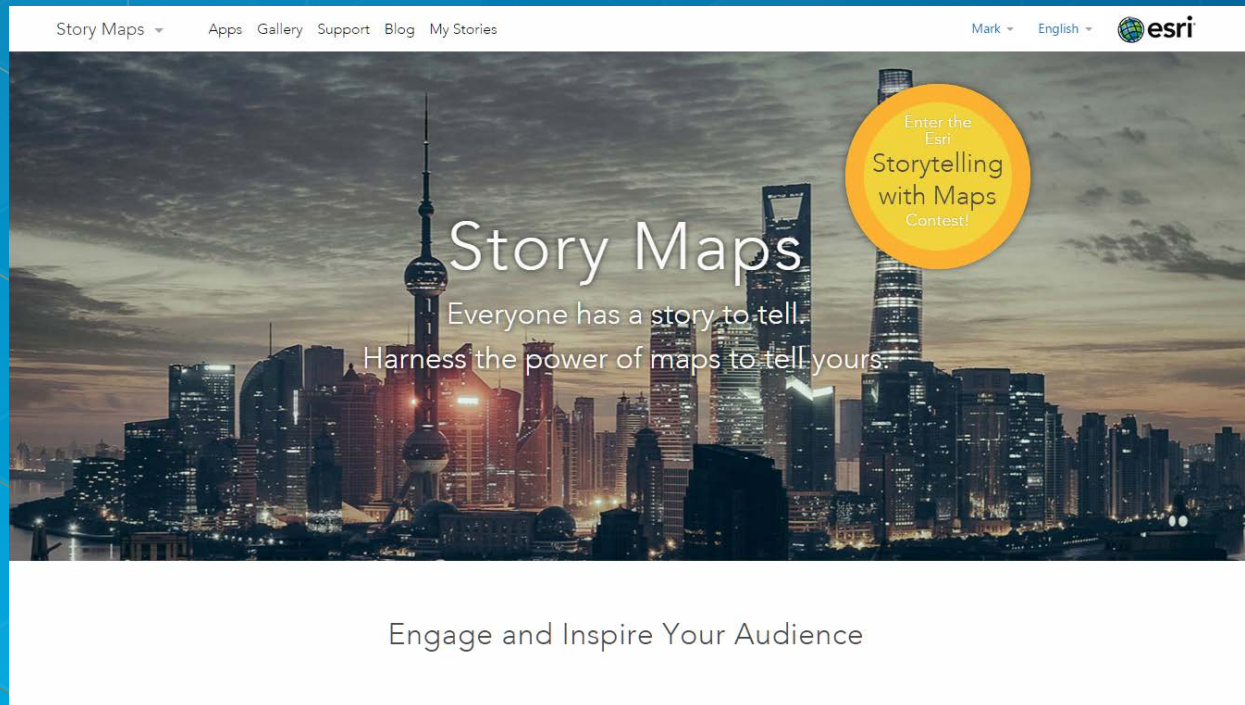 Story Maps Apps Gallery Support Blog My Stories Mark English esri
Enter the
Esri
Storytelling
with Maps
Contest!
Story Maps
Everyone has a story to tell.
Harness the power of maps to tell yours.
Engage and Inspire Your Audience